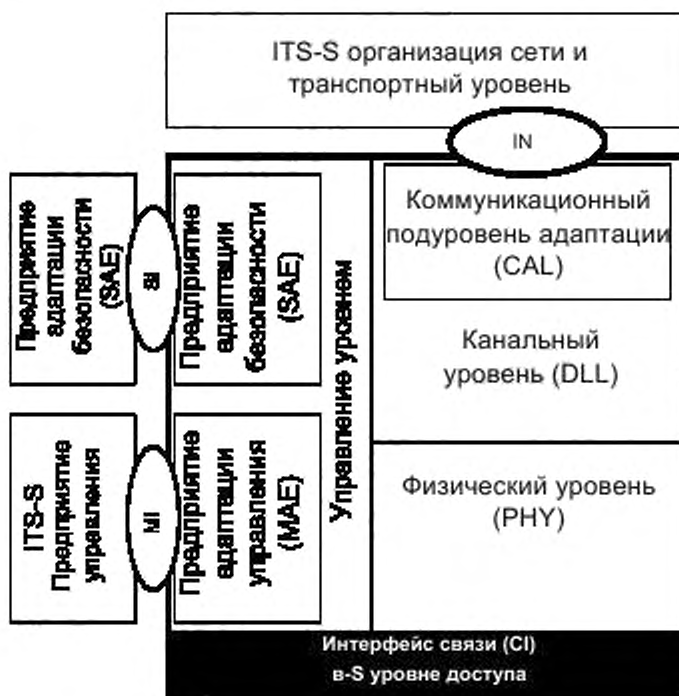 ITS-S организация сети и
транспортный уровень
IN
Предприятие
адаптации
безопасности
(SAE)
SI
Предприятие
адаптации
безопасности
(SAE)
Управление уровнем
Коммуникационный
подуровень адаптации
(CAL)
Канальный
уровень (DLL)
ITS-S
Предприятие
управления
MI
Предприятие
адаптации
управления
(MAE)
Физический уровень
(PHY)
Интерфейс связи (CI)
в-S уровне доступа